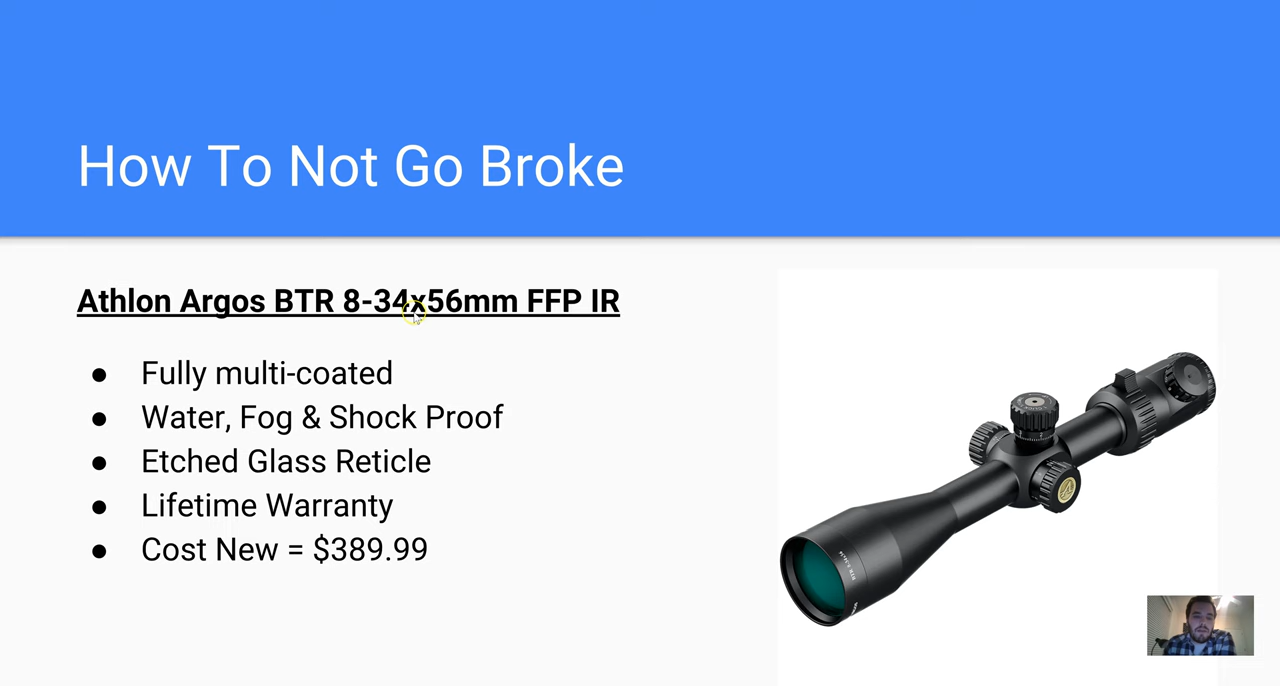 How To Not Go Broke
Athlon Argos BTR 8-34x56mm FFP IR
● Fully multi-coated
● Water, Fog & Shock Proof
● Etched Glass Reticle
● Lifetime Warranty
● Cost New = $389.99